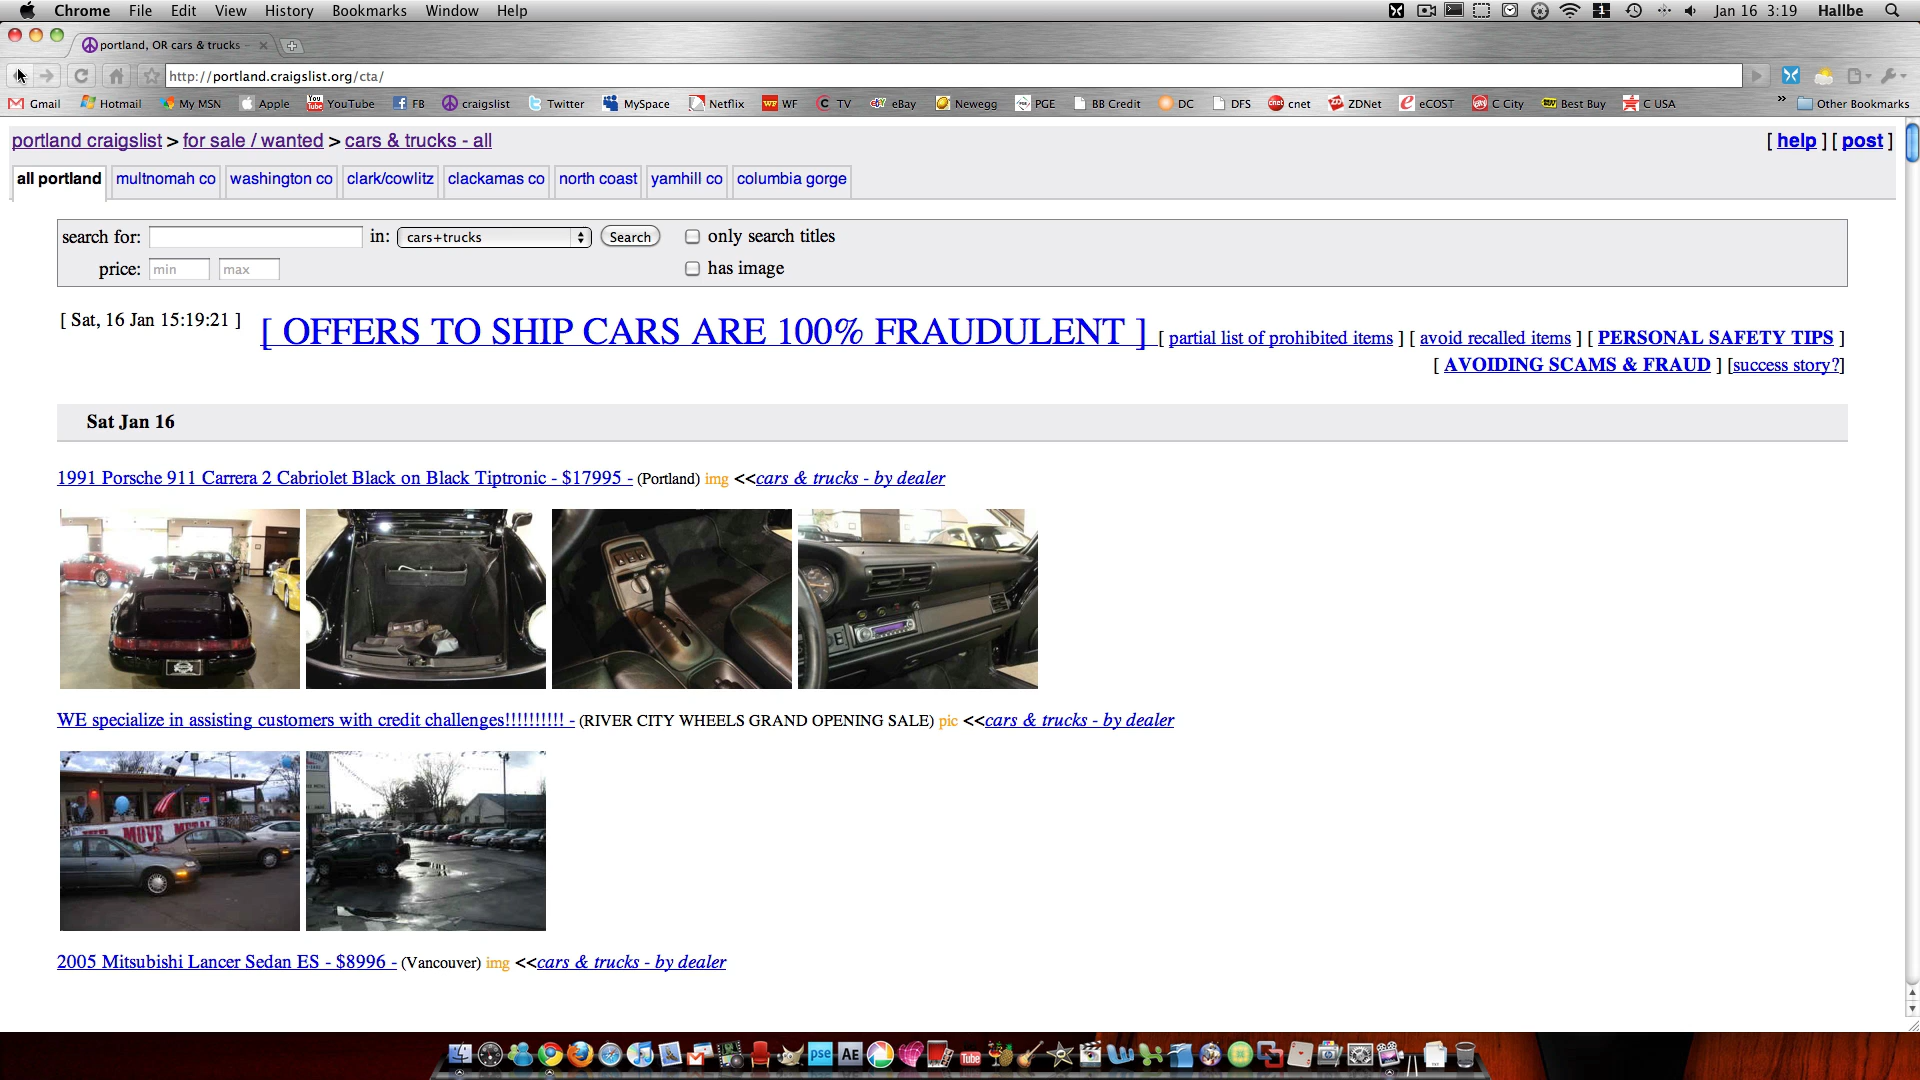 Chrome File Edit View History Bookmarks Window Help Jan 16 3:19 Hallbe
portland, OR cars & trucks
http://portland.craigslist.org/cta/
Gmail Hotmail My MSN Apple YouTube FB craigslist Twitter MySpace Netflix WF TV eBay Newegg PGE BB Credit DC DFS cnet ZDNet eCOST C City Best Buy C USA » Other Bookmarks
portland craigslist > for sale / wanted > cars & trucks - all [ help ] [ post ]
all portland multnomah co washington co clark/cowlitz clackamas co north coast yamhill co columbia gorge
search for: in: cars+trucks Search only search titles
price: min max has image
[ Sat, 16 Jan 15:19:21 ] [ OFFERS TO SHIP CARS ARE 100% FRAUDULENT ] [ partial list of prohibited items ] [ avoid recalled items ] [ PERSONAL SAFETY TIPS ]
[ AVOIDING SCAMS & FRAUD ] [success story?]
Sat Jan 16
1991 Porsche 911 Carrera 2 Cabriolet Black on Black Tiptronic - $17995 - (Portland) img <<cars & trucks - by dealer
WE specialize in assisting customers with credit challenges!!!!!!!!!! - (RIVER CITY WHEELS GRAND OPENING SALE) pic <<cars & trucks - by dealer
WE MOVE METAL
2005 Mitsubishi Lancer Sedan ES - $8996 - (Vancouver) img <<cars & trucks - by dealer
pse AE Tube